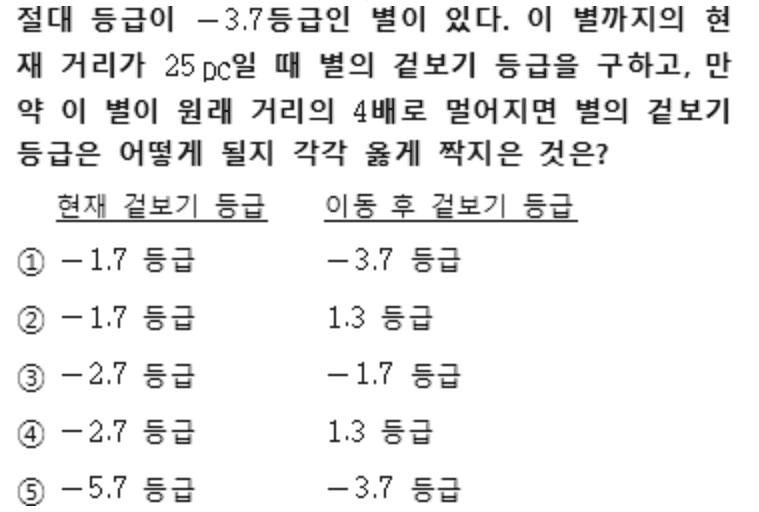 절대 등급이 －3.7등급인 별이 있다. 이 별까지의 현
재 거리가 25 pc일 때 별의 겉보기 등급을 구하고, 만
약 이 별이 원래 거리의 4배로 멀어지면 별의 겉보기
등급은 어떻게 될지 각각 옳게 짝지은 것은?
현재 겉보기 등급 이동 후 겉보기 등급
① －1.7 등급 －3.7 등급
② －1.7 등급 1.3 등급
③ －2.7 등급 －1.7 등급
④ －2.7 등급 1.3 등급
⑤ －5.7 등급 －3.7 등급